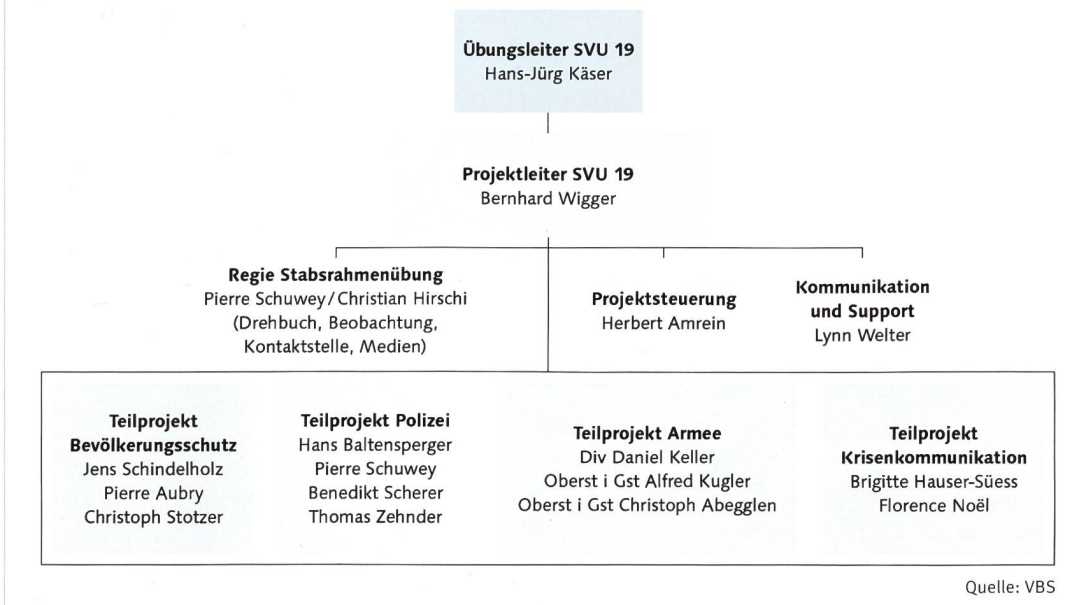 Übungsleiter SVU 19
Hans-Jürg Käser
Projektleiter SVU 19
Bernhard Wigger
Regie Stabsrahmenübung
Pierre Schuwey/Christian Hirschi
(Drehbuch, Beobachtung,
Kontaktstelle, Medien)
Projektsteuerung
Herbert Amrein
Kommunikation
und Support
Lynn Welter
Teilprojekt
Bevölkerungsschutz
Jens Schindelholz
Pierre Aubry
Christoph Stotzer
Teilprojekt Polizei
Hans Baltensperger
Pierre Schuwey
Benedikt Scherer
Thomas Zehnder
Teilprojekt Armee
Div Daniel Keller
Oberst i Gst Alfred Kugler
Oberst i Gst Christoph Abegglen
Teilprojekt
Krisenkommunikation
Brigitte Hauser-Süess
Florence Noël
Quelle: VBS